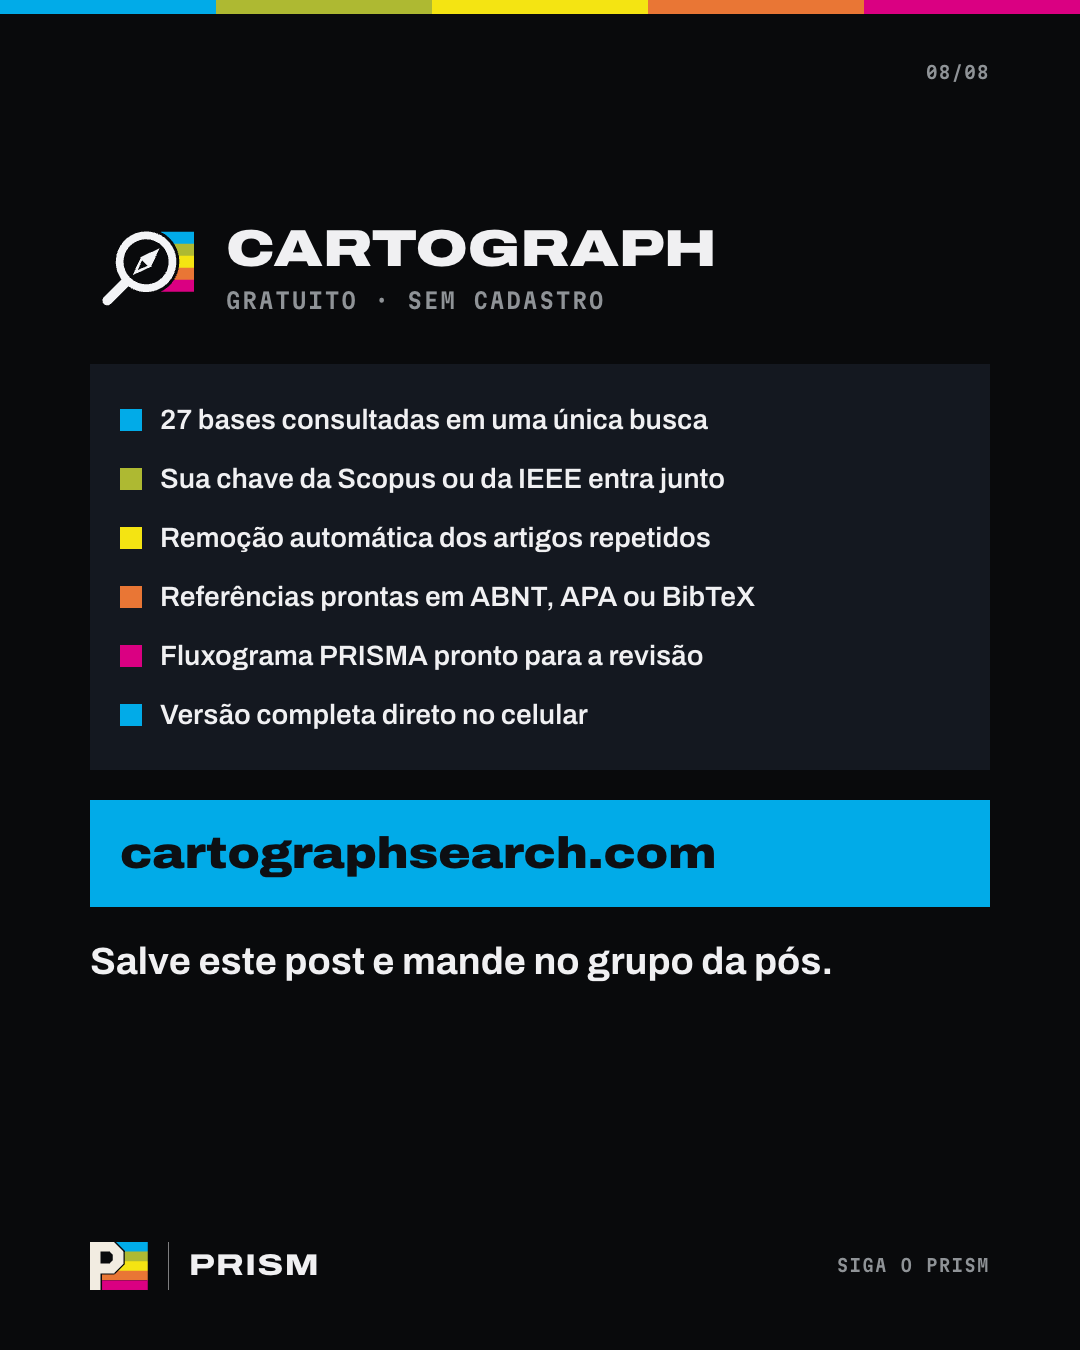 08/08
CARTOGRAPH
GRATUITO · SEM CADASTRO
27 bases consultadas em uma única busca
Sua chave da Scopus ou da IEEE entra junto
Remoção automática dos artigos repetidos
Referências prontas em ABNT, APA ou BibTeX
Fluxograma PRISMA pronto para a revisão
Versão completa direto no celular
cartographsearch.com
Salve este post e mande no grupo da pós.
P PRISM
SIGA O PRISM